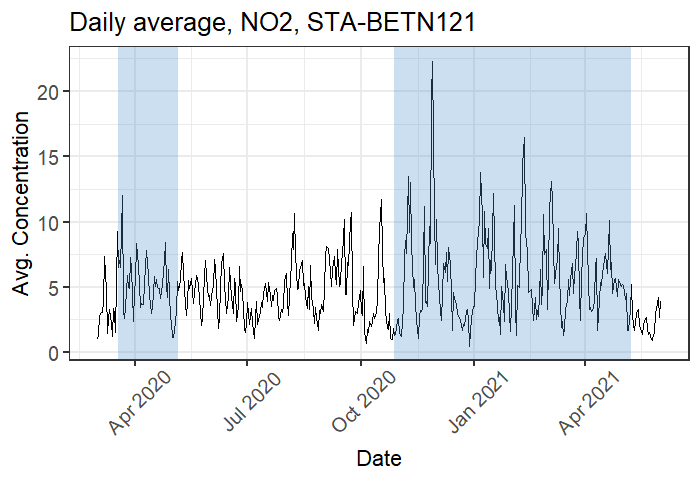 Daily average, NO2, STA-BETN121
Avg. Concentration
20
15
10
5
0
Apr 2020
Jul 2020
Oct 2020
Jan 2021
Apr 2021
Date